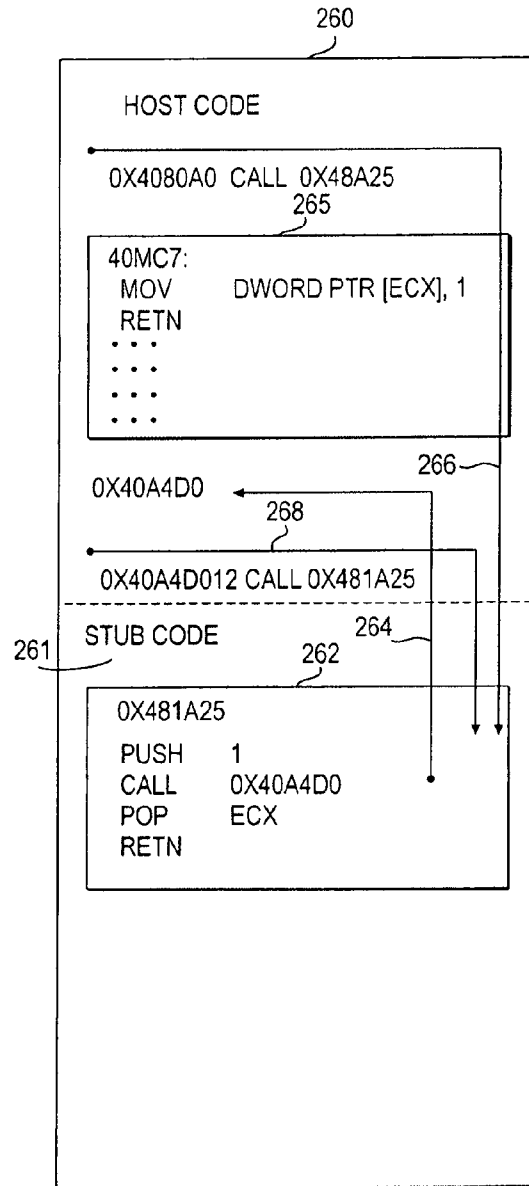 260
HOST CODE
0X4080A0 CALL 0X48A25
265
40MC7:
MOV DWORD PTR [ECX], 1
RETN
. . .
. . .
. . .
. . .
266
0X40A4D0
268
0X40A4D012 CALL 0X481A25
STUB CODE
264
261
262
0X481A25
PUSH 1
CALL 0X40A4D0
POP ECX
RETN